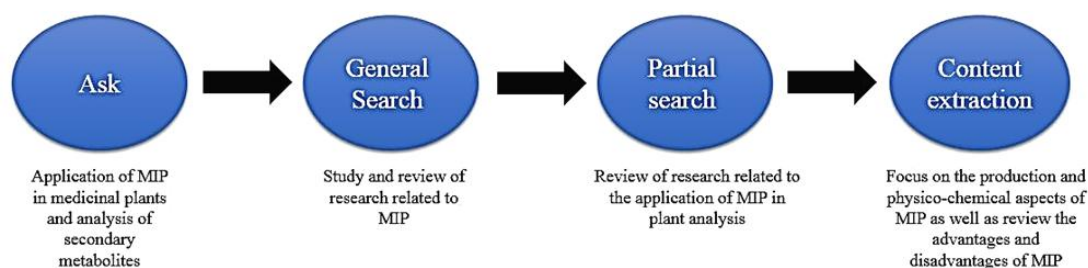 Ask
General
Search
Partial
search
Content
extraction
Application of MIP
in medicinal plants
and analysis of
secondary
metabolites
Study and review of
research related to
MIP
Review of research related to
the application of MIP in
plant analysis
Focus on the production and
physico-chemical aspects of
MIP as well as review the
advantages and
disadvantages of MIP